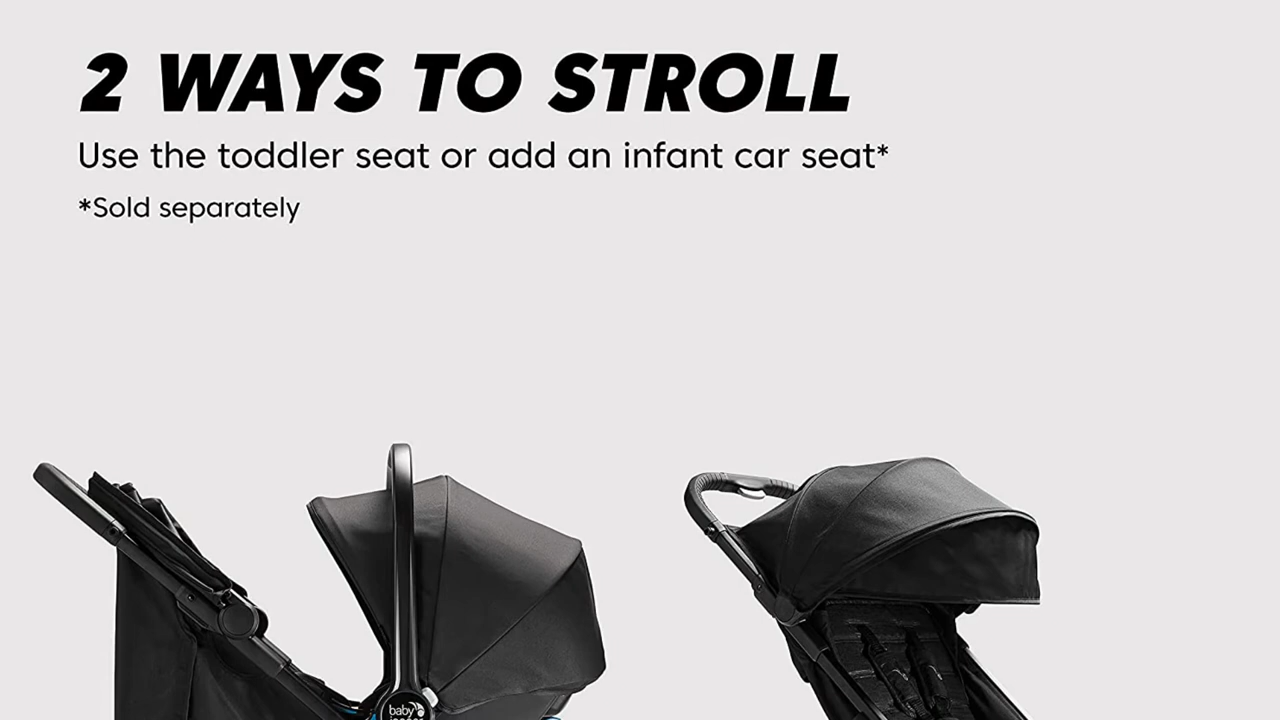 2 WAYS TO STROLL
Use the toddler seat or add an infant car seat*
*Sold separately
baby